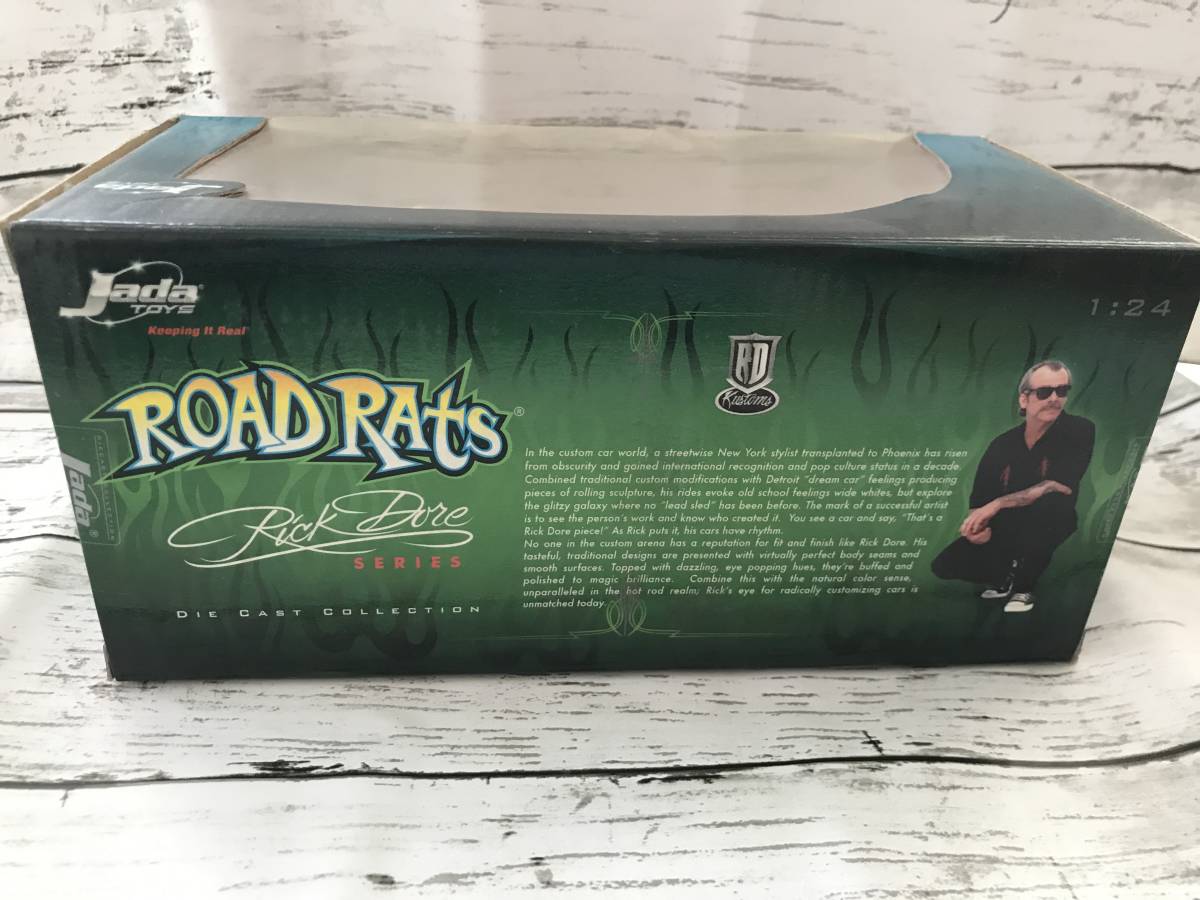 Jada
Jada
TOYS
Keeping It Real
1:24
RD
Kustoms
ROAD RATS®
Rick Dore
SERIES
DIE CAST COLLECTION
In the custom car world, a streetwise New York stylist transplanted to Phoenix has risen
from obscurity and gained international recognition and pop culture status in a decade.
Combined traditional custom modifications with Detroit "dream car" feelings producing
pieces of rolling sculpture, his rides evoke old school feelings wide whites, but explore
the glitzy galaxy where no "lead sled" has been before. The mark of a successful artist
is to see the person's work and know who created it. You see a car and say, "That's a
Rick Dore piece!" As Rick puts it, his cars have rhythm.
No one in the custom arena has a reputation for fit and finish like Rick Dore. His
tasteful, traditional designs are presented with virtually perfect body seams and
smooth surfaces. Topped with dazzling, eye popping hues, they're buffed and
polished to magic brilliance. Combine this with the natural color sense,
unparalleled in the hot rod realm; Rick's eye for radically customizing cars is
unmatched today.
Jada®